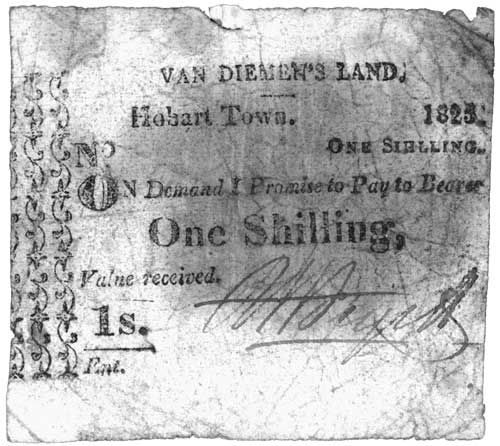 VAN DIEMEN'S LAND,
Hobart Town. 1825.
No
ONE SHILLING.
ON Demand I Promise to Pay to Bearer
One Shilling,
Value received.
1s.
Ent.